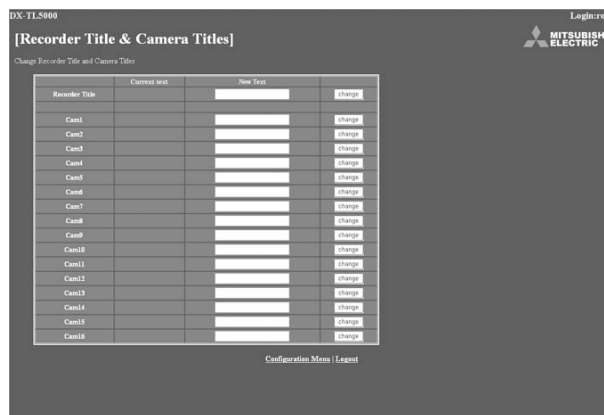 DX-TL5000 Login:ro
[Recorder Title & Camera Titles]
MITSUBISH
ELECTRIC
Change Recorder Title and Camera Titles
Current text New Text
Recorder Title change
Cam1 change
Cam2 change
Cam3 change
Cam4 change
Cam5 change
Cam6 change
Cam7 change
Cam8 change
Cam9 change
Cam10 change
Cam11 change
Cam12 change
Cam13 change
Cam14 change
Cam15 change
Cam16 change
Configuration Menu | Logout